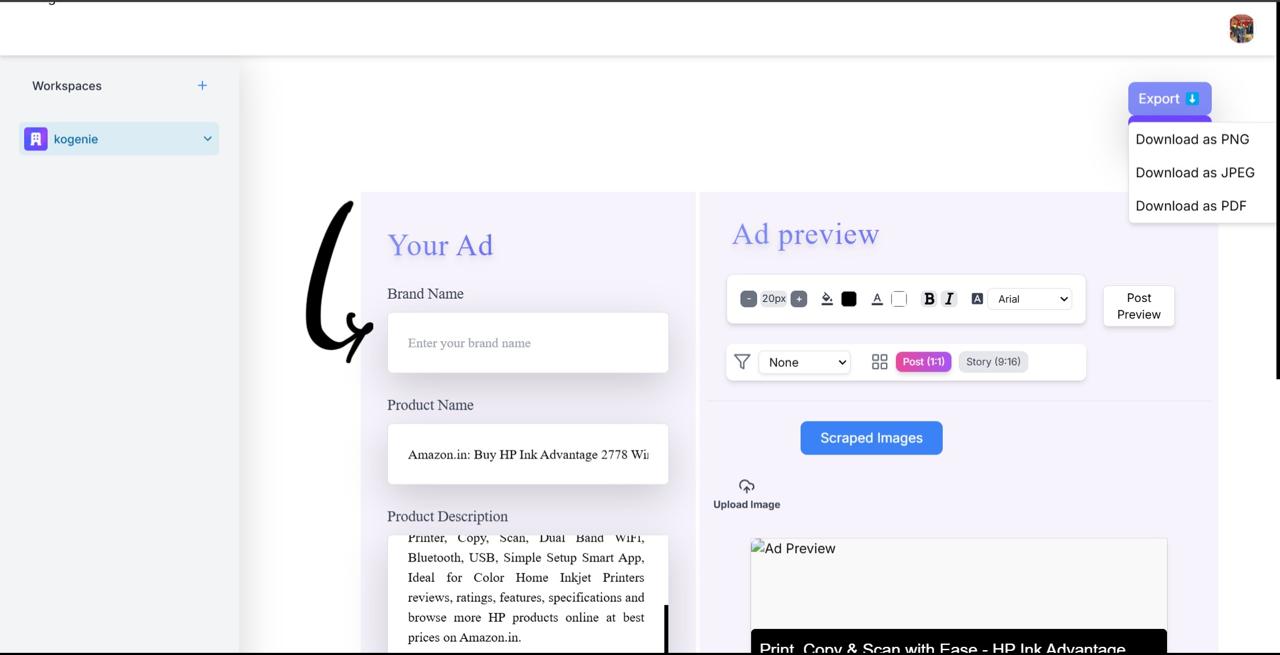 Workspaces
kogenie
Export
Download as PNG
Download as JPEG
Download as PDF
Your Ad
Brand Name
Enter your brand name
Product Name
Amazon.in: Buy HP Ink Advantage 2778
Product Description
Printer, Copy, Scan, Dual Band WiFi,
Bluetooth, USB, Simple Setup Smart App,
Ideal for Color Home Inkjet Printers
reviews, ratings, features, specifications and
browse more HP products online at best
prices on Amazon.in.
Ad preview
- 20px + A B I A Arial
Post
Preview
None Post (1:1) Story (9:16)
Scraped Images
Upload Image
Ad Preview
Print, Copy & Scan with Ease - HP Ink Advantage